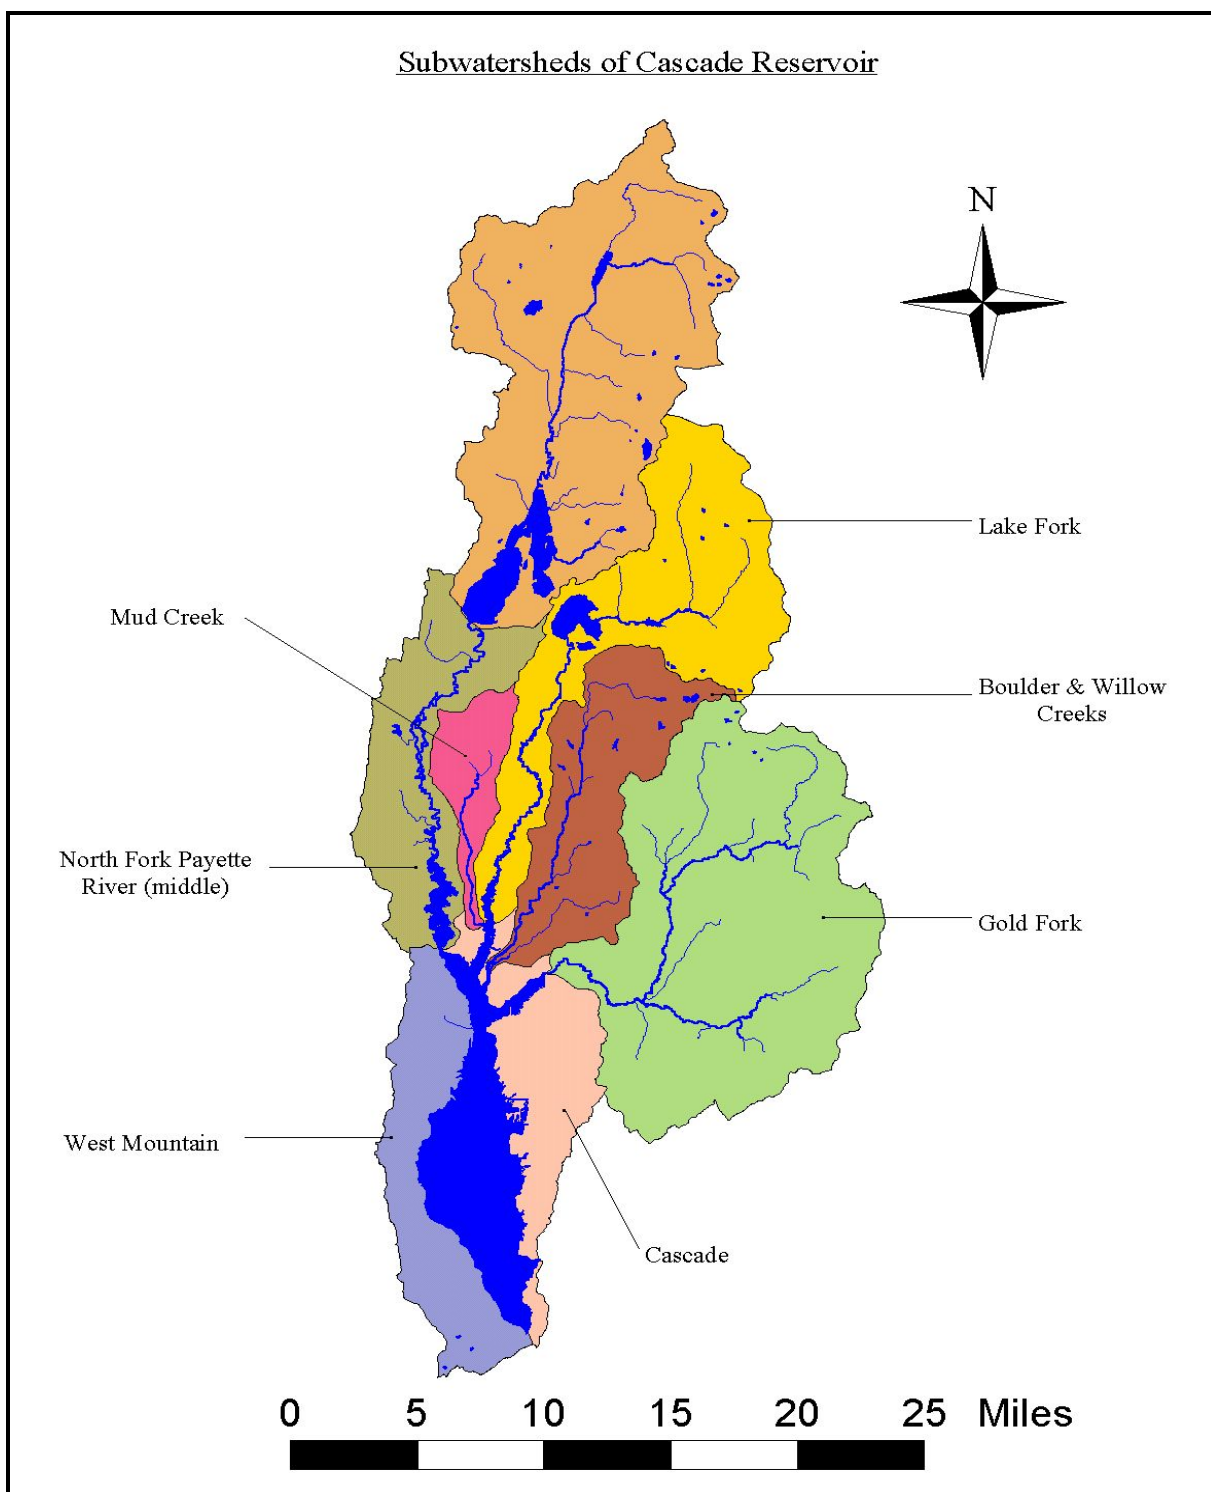 Subwatersheds of Cascade Reservoir
N
Lake Fork
Mud Creek
Boulder & Willow
Creeks
North Fork Payette
River (middle)
Gold Fork
West Mountain
Cascade
0 5 10 15 20 25 Miles